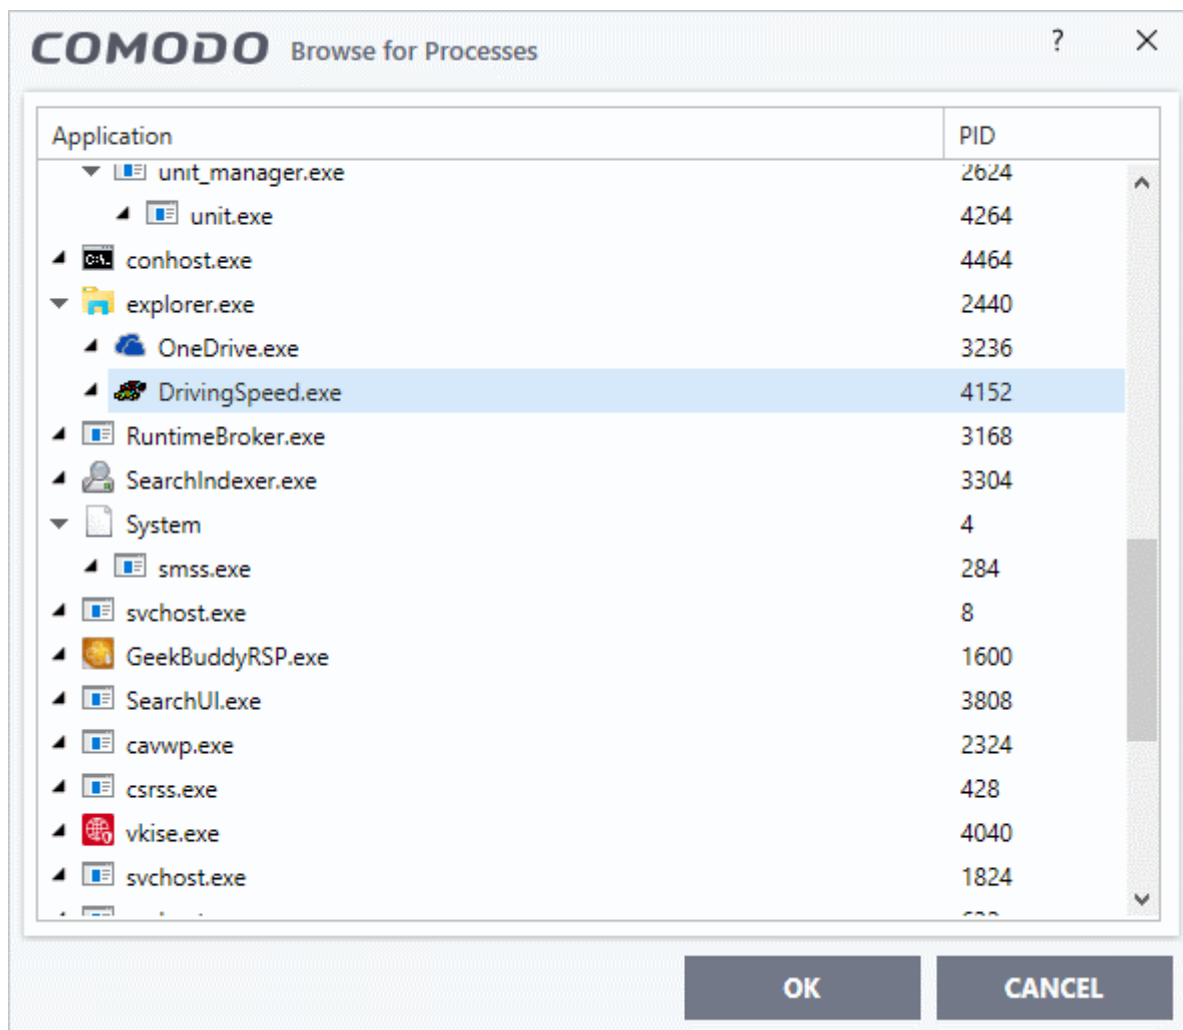 COMODO Browse for Processes ? ×
Application PID
unit_manager.exe 2624
unit.exe 4264
C:\. conhost.exe 4464
explorer.exe 2440
OneDrive.exe 3236
DrivingSpeed.exe 4152
RuntimeBroker.exe 3168
SearchIndexer.exe 3304
System 4
smss.exe 284
svchost.exe 8
GeekBuddyRSP.exe 1600
SearchUI.exe 3808
cavwp.exe 2324
csrss.exe 428
vkise.exe 4040
svchost.exe 1824
OK CANCEL